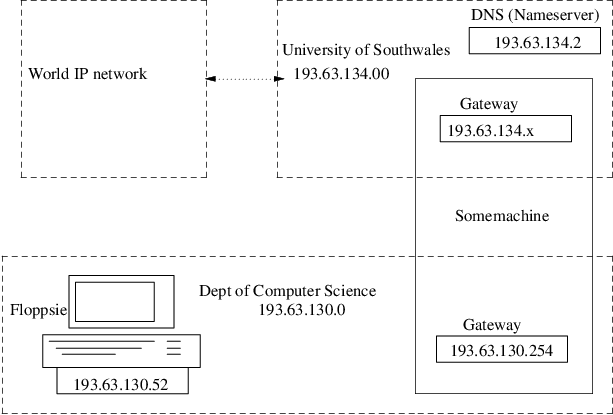 DNS (Nameserver)
193.63.134.2
University of Southwales
World IP network
193.63.134.00
Gateway
193.63.134.x
Somemachine
Dept of Computer Science
Floppsie
193.63.130.0
Gateway
193.63.130.254
193.63.130.52